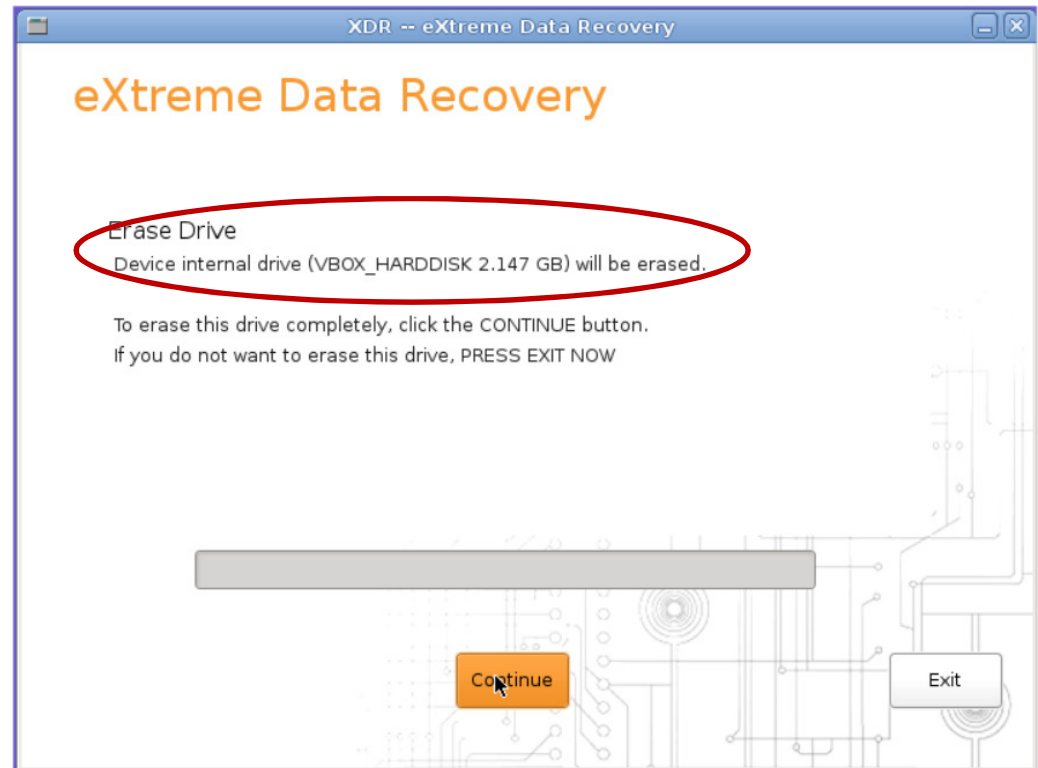 XDR -- eXtreme Data Recovery
eXtreme Data Recovery
Erase Drive
Device internal drive (VBOX_HARDDISK 2.147 GB) will be erased.
To erase this drive completely, click the CONTINUE button.
If you do not want to erase this drive, PRESS EXIT NOW
Continue
Exit